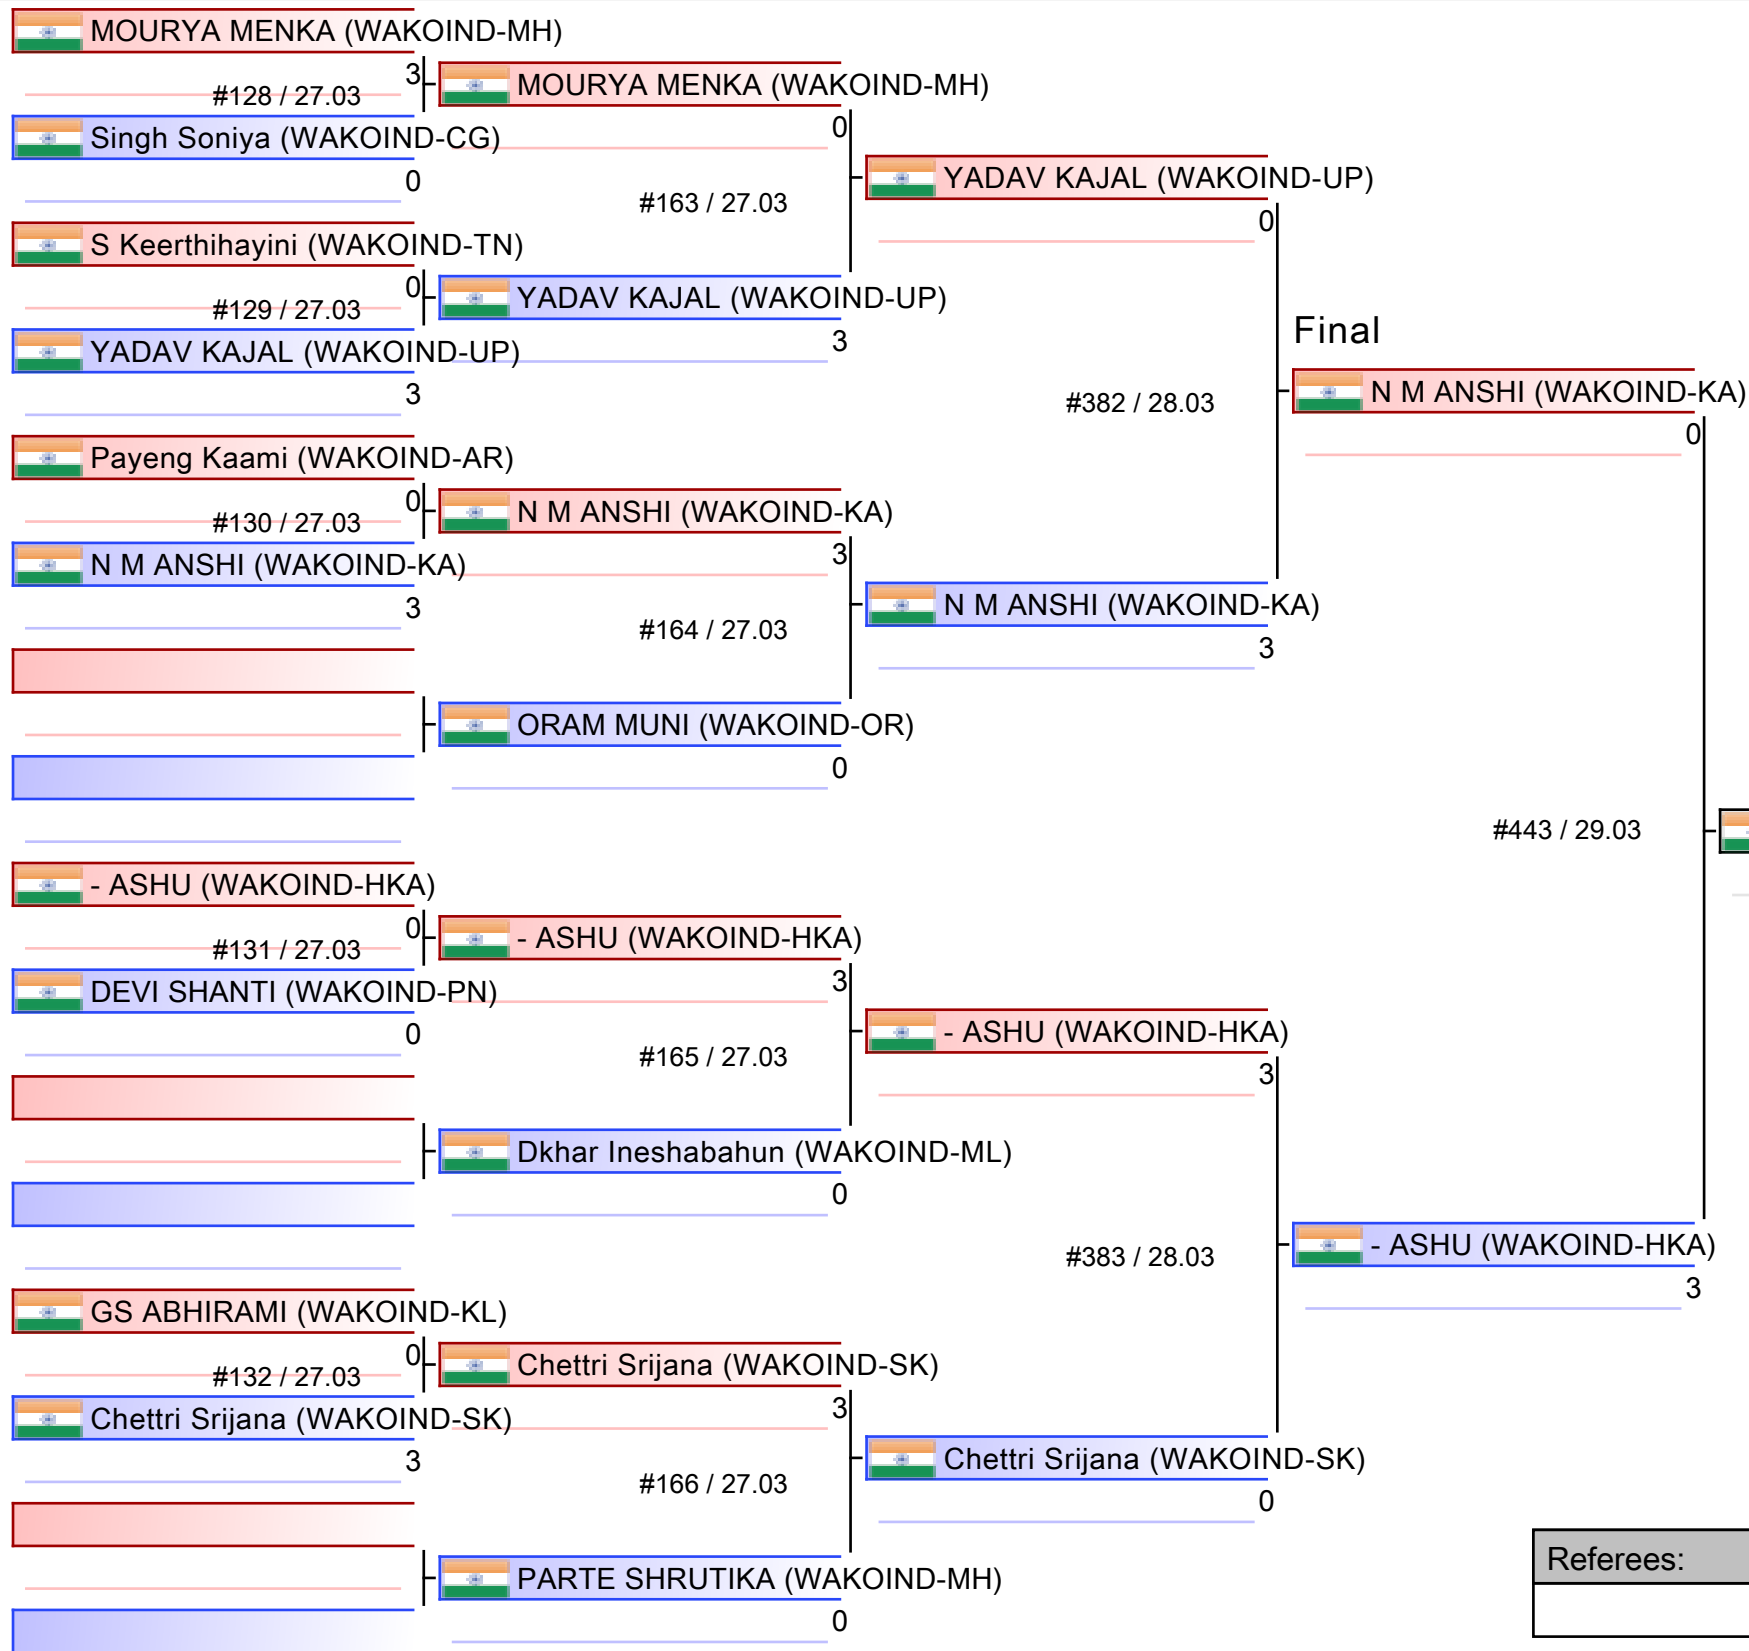 MOURYA MENKA (WAKOIND-MH)
3
#128 / 27.03
Singh Soniya (WAKOIND-CG)
0
S Keerthihayini (WAKOIND-TN)
0
#129 / 27.03
YADAV KAJAL (WAKOIND-UP)
3
Payeng Kaami (WAKOIND-AR)
0
#130 / 27.03
N M ANSHI (WAKOIND-KA)
3
- ASHU (WAKOIND-HKA)
0
#131 / 27.03
DEVI SHANTI (WAKOIND-PN)
0
GS ABHIRAMI (WAKOIND-KL)
0
#132 / 27.03
Chettri Srijana (WAKOIND-SK)
3
MOURYA MENKA (WAKOIND-MH)
0
#163 / 27.03
YADAV KAJAL (WAKOIND-UP)
3
N M ANSHI (WAKOIND-KA)
3
#164 / 27.03
ORAM MUNI (WAKOIND-OR)
0
- ASHU (WAKOIND-HKA)
3
#165 / 27.03
Dkhar Ineshabahun (WAKOIND-ML)
0
Chettri Srijana (WAKOIND-SK)
3
#166 / 27.03
PARTE SHRUTIKA (WAKOIND-MH)
0
YADAV KAJAL (WAKOIND-UP)
0
#382 / 28.03
N M ANSHI (WAKOIND-KA)
3
- ASHU (WAKOIND-HKA)
3
#383 / 28.03
Chettri Srijana (WAKOIND-SK)
0
Final
N M ANSHI (WAKOIND-KA)
0
#443 / 29.03
- ASHU (WAKOIND-HKA)
3
Referees: